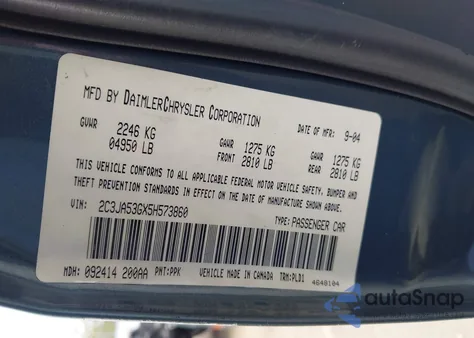 MFD BY DAIMLERCHRYSLER CORPORATION
DATE OF MFR: 9-04
GVWR 2246 KG 04950 LB
GAWR FRONT 1275 KG 2810 LB
GAWR REAR 1275 KG 2810 LB
THIS VEHICLE CONFORMS TO ALL APPLICABLE FEDERAL MOTOR VEHICLE SAFETY, BUMPER AND
THEFT PREVENTION STANDARDS IN EFFECT ON THE DATE OF MANUFACTURE SHOWN ABOVE.
VIN: 2C3JA53GX5H573860
TYPE: PASSENGER CAR
MDH: 092414 200AA PNT: PPK VEHICLE MADE IN CANADA TRM: PLD1
4648104
autoSnap